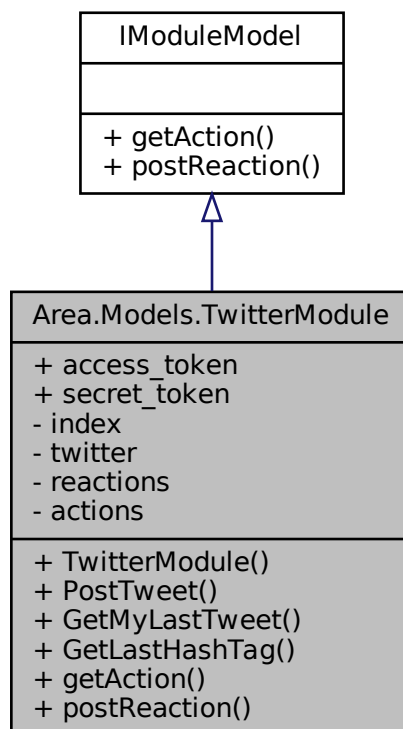 IModuleModel
+ getAction()
+ postReaction()
Area.Models.TwitterModule
+ access_token
+ secret_token
- index
- twitter
- reactions
- actions
+ TwitterModule()
+ PostTweet()
+ GetMyLastTweet()
+ GetLastHashTag()
+ getAction()
+ postReaction()